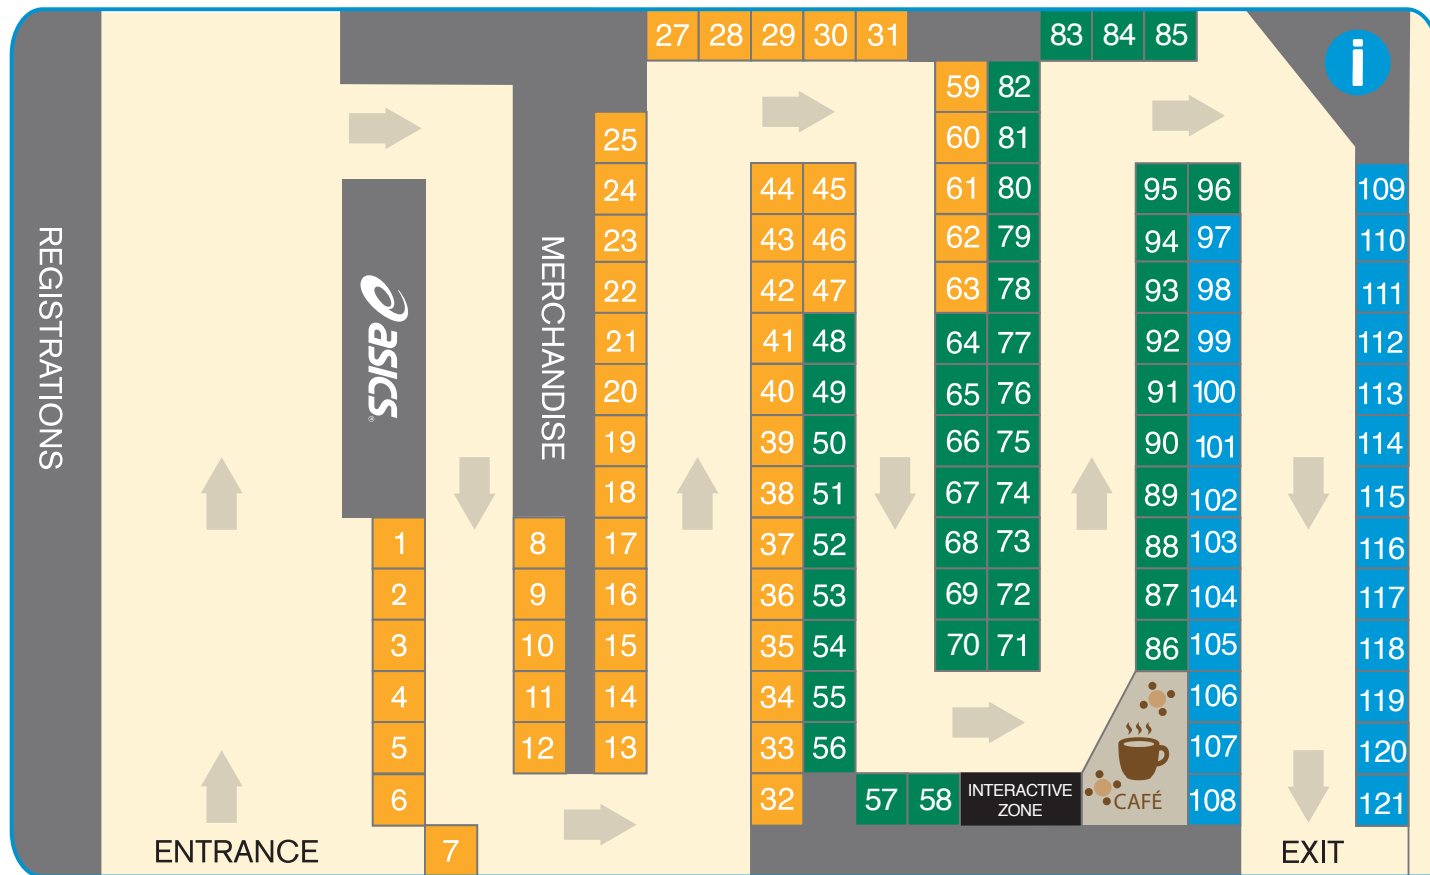 27 28 29 30 31 83 84 85
i
59 82
25 60 81
24 44 45 61 80 95 96 109
23 43 46 62 79 94 97 110
22 42 47 63 78 93 98 111
21 41 48 64 77 92 99 112
20 40 49 65 76 91 100 113
19 39 50 66 75 90 101 114
18 38 51 67 74 89 102 115
1 8 17 37 52 68 73 88 103 116
2 9 16 36 53 69 72 87 104 117
3 10 15 35 54 70 71 86 105 118
4 11 14 34 55 106 119
5 12 13 33 56 107 120
6 32 57 58 108 121
7
REGISTRATIONS
asics
®
MERCHANDISE
INTERACTIVE
ZONE
CAFÉ
ENTRANCE
EXIT